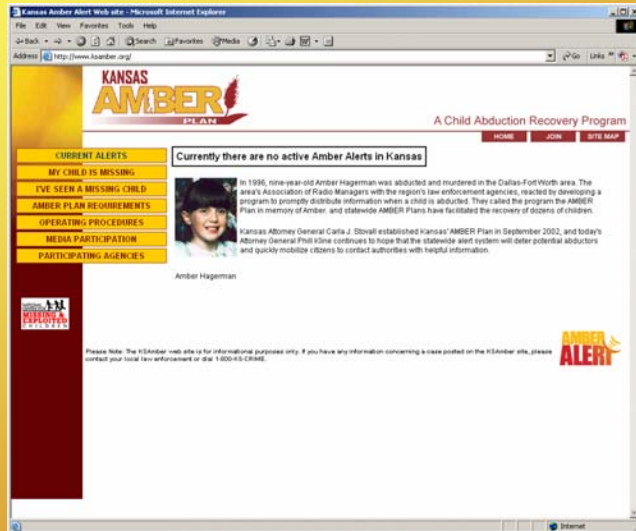 Kansas Amber Alert Web site - Microsoft Internet Explorer
File Edit View Favorites Tools Help
Back Search Favorites Media
Address http://www.ksamber.org/ Go Links »
KANSAS
AMBER
PLAN
A Child Abduction Recovery Program
HOME JOIN SITE MAP
CURRENT ALERTS
MY CHILD IS MISSING
I'VE SEEN A MISSING CHILD
AMBER PLAN REQUIREMENTS
OPERATING PROCEDURES
MEDIA PARTICIPATION
PARTICIPATING AGENCIES
Currently there are no active Amber Alerts in Kansas
In 1996, nine-year-old Amber Hagerman was abducted and murdered in the Dallas-Fort Worth area. The
area's Association of Radio Managers with the region's law enforcement agencies, reacted by developing a
program to promptly distribute information when a child is abducted. They called the program the AMBER
Plan in memory of Amber, and statewide AMBER Plans have facilitated the recovery of dozens of children.
Kansas Attorney General Carla J. Stovall established Kansas' AMBER Plan in September 2002, and today's
Attorney General Phill Kline continues to hope that the statewide alert system will deter potential abductors
and quickly mobilize citizens to contact authorities with helpful information.
Amber Hagerman
NATIONAL CENTER FOR
MISSING &
EXPLOITED
CHILDREN
AMBER
ALERT
Please Note: The KSAmber web site is for informational purposes only. If you have any information concerning a case posted on the KSAmber site, please
contact your local law enforcement or dial 1-800-KS-CRIME.
Internet